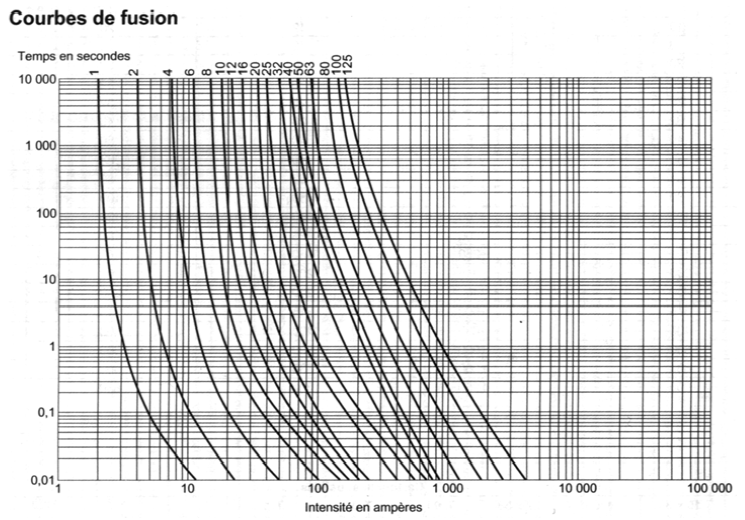 Courbes de fusion
Temps en secondes
1 2 4 6 8 10 12 16 20 25 32 40 50 63 80 100 125
10 000
1 000
100
10
1
0,1
0,01
1 10 100 1 000 10 000 100 000
Intensité en ampères